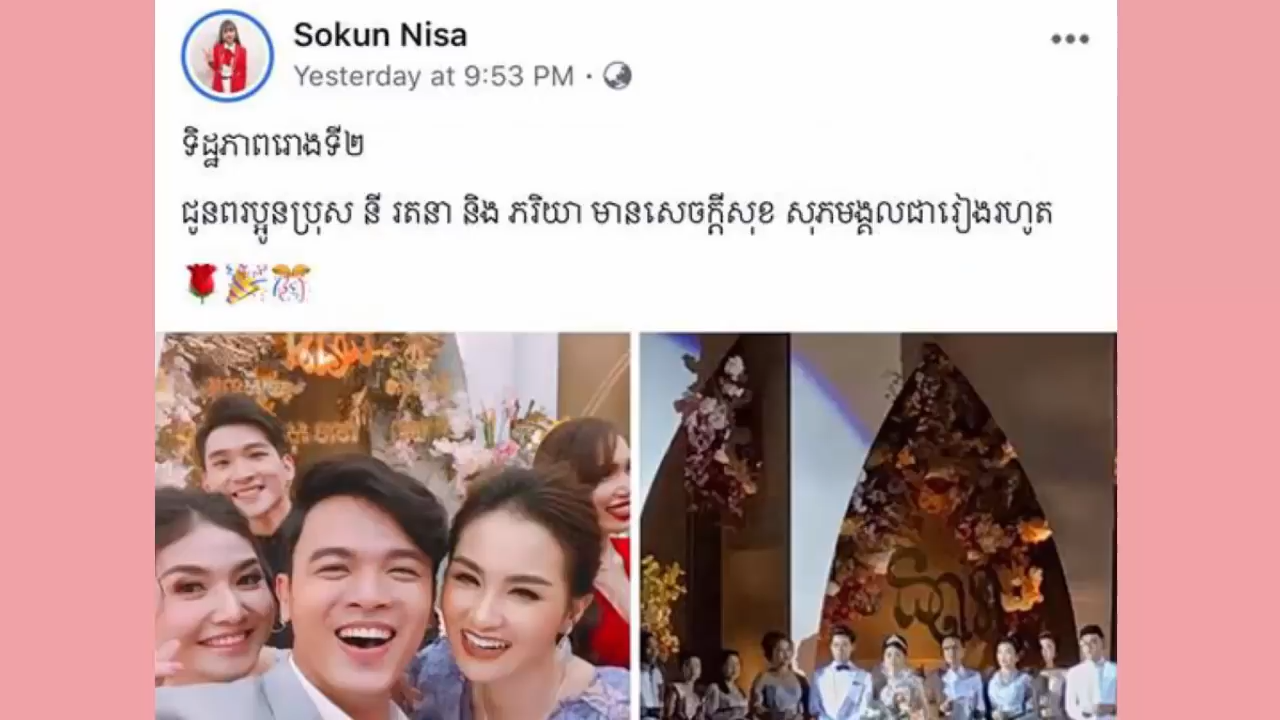 Sokun Nisa
Yesterday at 9:53 PM ·
ទិដ្ឋភាពរោងទី២
ជូនពរប្អូនប្រុស នី រតនា និង ភរិយា មានសេចក្ដីសុខ សុភមង្គលជារៀងរហូត